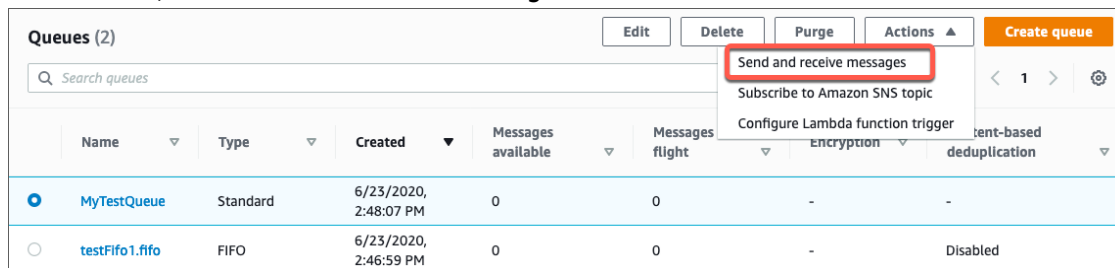 Queues (2)
Edit
Delete
Purge
Actions
Create queue
Search queues
Send and receive messages
Subscribe to Amazon SNS topic
Configure Lambda function trigger
1
Name
Type
Created
Messages
available
Messages
flight
Encryption
tent-based
deduplication
MyTestQueue
Standard
6/23/2020,
2:48:07 PM
0
0
-
-
testFifo1.fifo
FIFO
6/23/2020,
2:46:59 PM
0
0
-
Disabled